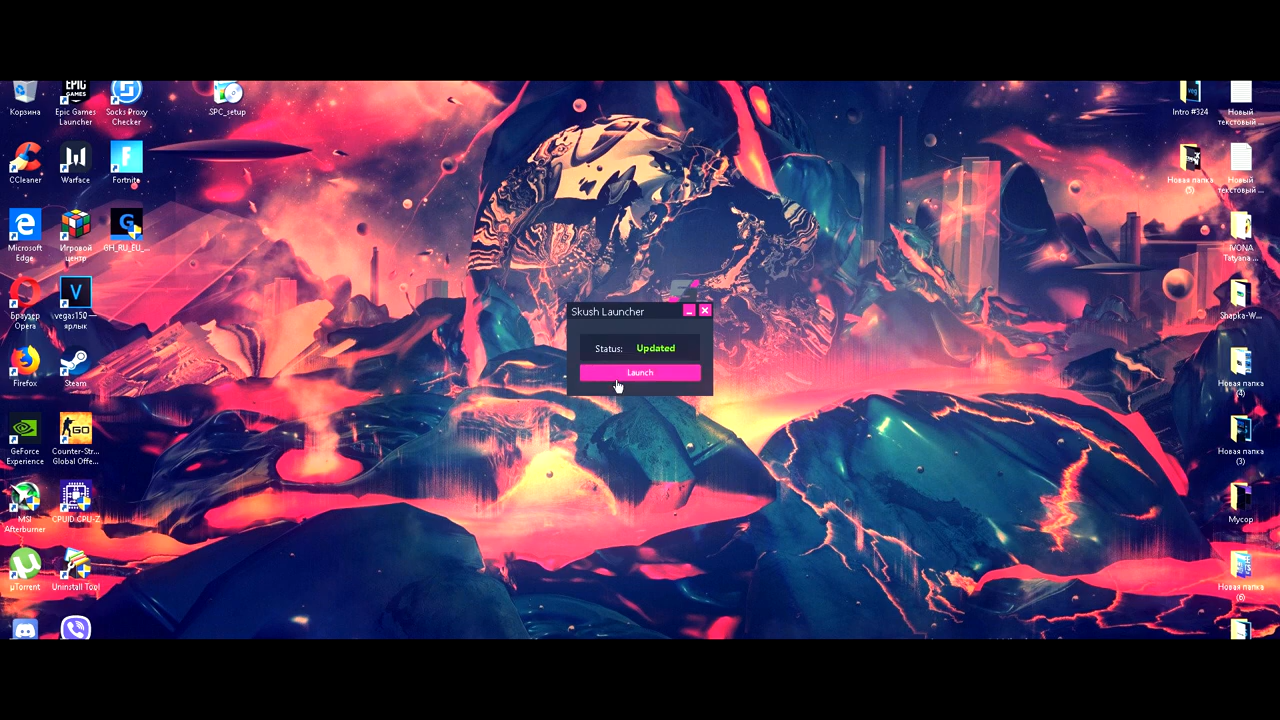 Корзина
Epic Games
Launcher
Socks Proxy
Checker
SPC_setup
Intro #324
Новый
текстовый ...
CCleaner
Warface
Fortnite
Новая папка
(5)
Новый
текстовый ...
Microsoft
Edge
Игровой
центр
GH_RU_EU_...
IVONA
Tatyana ...
Браузер
Opera
vegas150 —
ярлык
Shapka-W...
Skush Launcher
Status: Updated
Launch
Firefox
Steam
Новая папка
(4)
GeForce
Experience
Counter-Str...
Global Offe...
Новая папка
(3)
MSI
Afterburner
CPUID CPU-Z
Мусор
µTorrent
Uninstall Tool
Новая папка
(6)